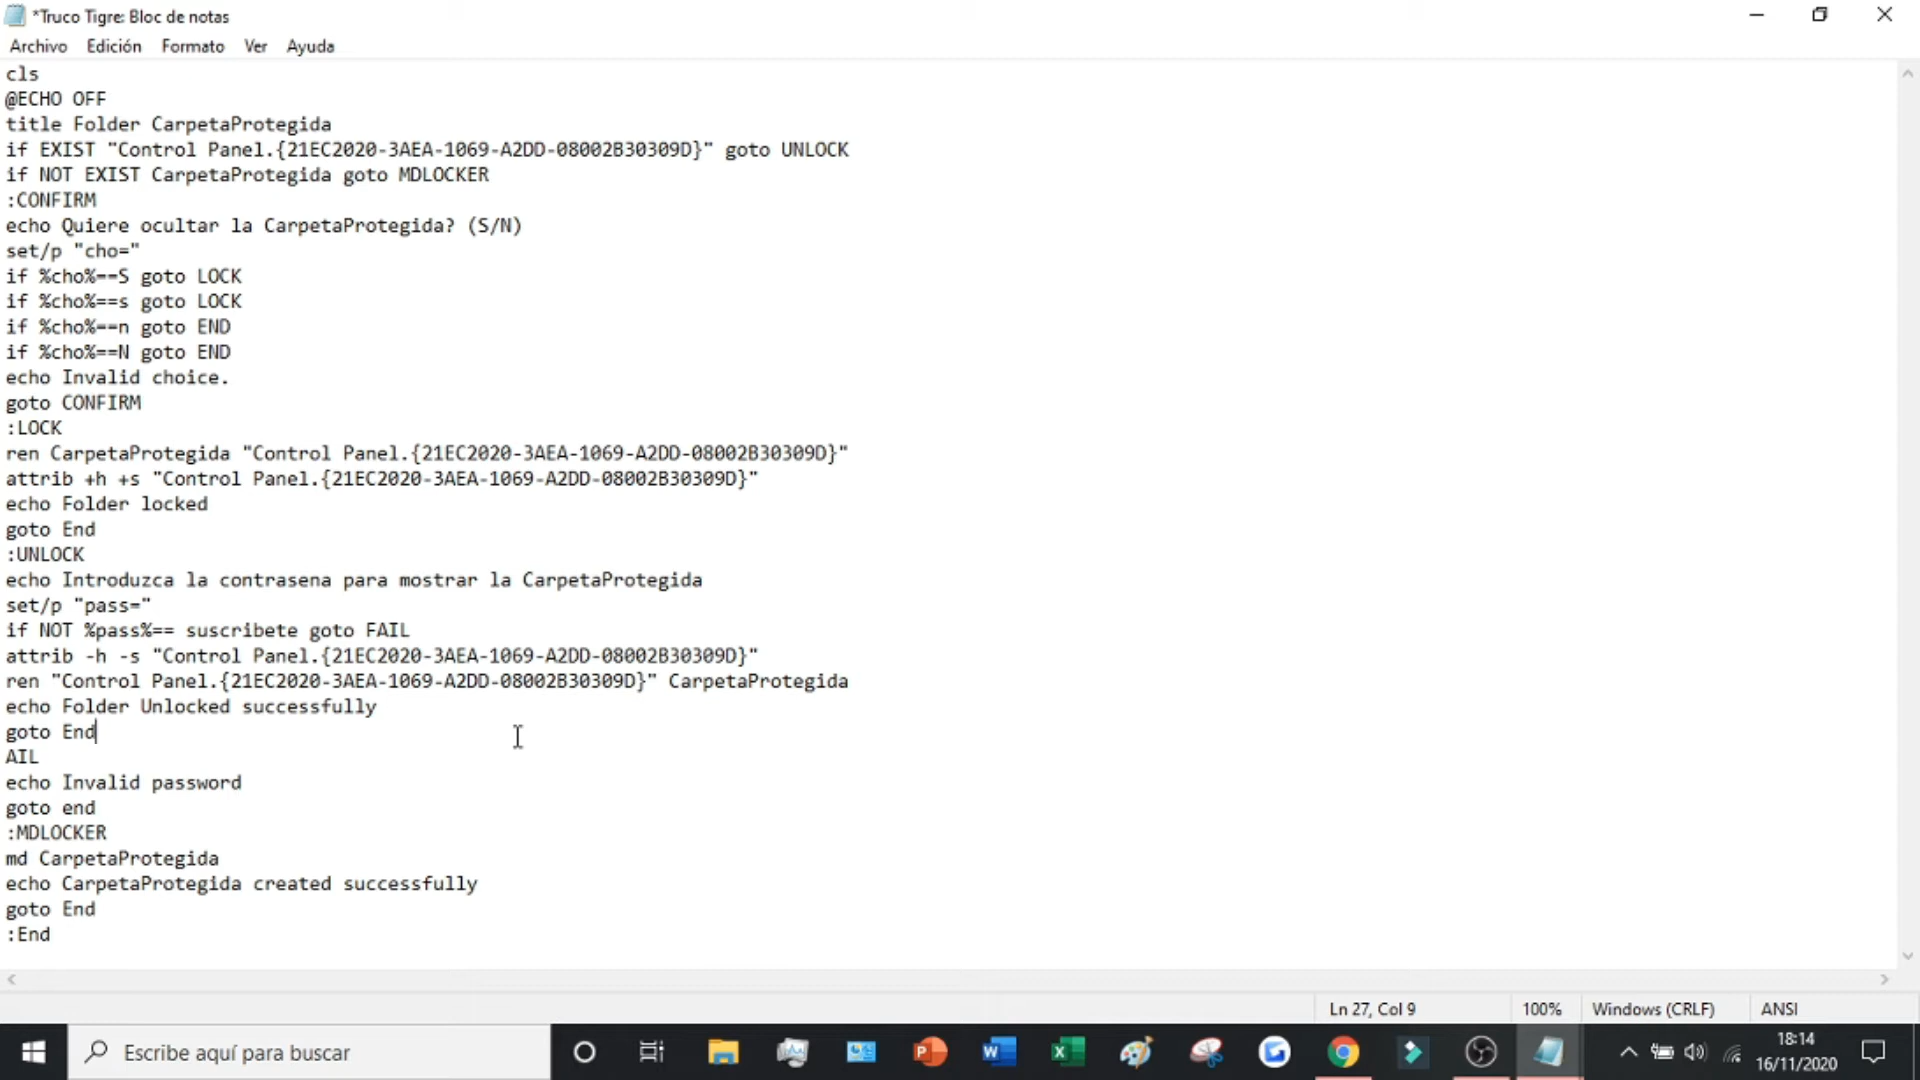 *Truco Tigre: Bloc de notas
Archivo Edición Formato Ver Ayuda
cls
@ECHO OFF
title Folder CarpetaProtegida
if EXIST "Control Panel.{21EC2020-3AEA-1069-A2DD-08002B30309D}" goto UNLOCK
if NOT EXIST CarpetaProtegida goto MDLOCKER
:CONFIRM
echo Quiere ocultar la CarpetaProtegida? (S/N)
set/p "cho="
if %cho%==S goto LOCK
if %cho%==s goto LOCK
if %cho%==n goto END
if %cho%==N goto END
echo Invalid choice.
goto CONFIRM
:LOCK
ren CarpetaProtegida "Control Panel.{21EC2020-3AEA-1069-A2DD-08002B30309D}"
attrib +h +s "Control Panel.{21EC2020-3AEA-1069-A2DD-08002B30309D}"
echo Folder locked
goto End
:UNLOCK
echo Introduzca la contrasena para mostrar la CarpetaProtegida
set/p "pass="
if NOT %pass%== suscribete goto FAIL
attrib -h -s "Control Panel.{21EC2020-3AEA-1069-A2DD-08002B30309D}"
ren "Control Panel.{21EC2020-3AEA-1069-A2DD-08002B30309D}" CarpetaProtegida
echo Folder Unlocked successfully
goto End
AIL
echo Invalid password
goto end
:MDLOCKER
md CarpetaProtegida
echo CarpetaProtegida created successfully
goto End
:End
Ln 27, Col 9 100% Windows (CRLF) ANSI
Escribe aquí para buscar
18:14
16/11/2020